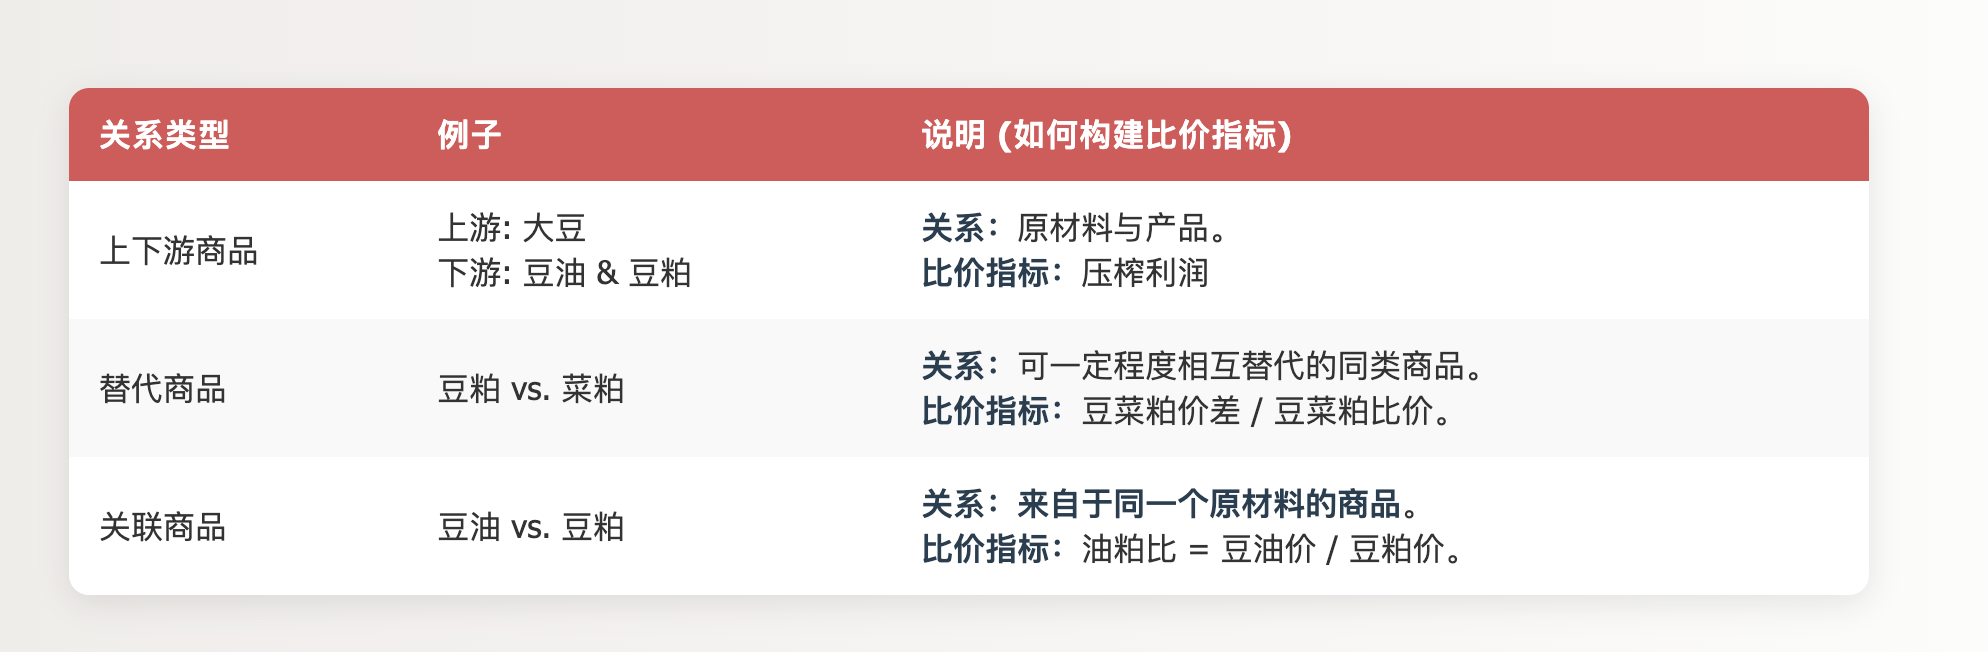 关系类型 例子 说明 (如何构建比价指标)
上下游商品
上游: 大豆
下游: 豆油 & 豆粕
关系：原材料与产品。
比价指标：压榨利润
替代商品
豆粕 vs. 菜粕
关系：可一定程度相互替代的同类商品。
比价指标：豆菜粕价差 / 豆菜粕比价。
关联商品
豆油 vs. 豆粕
关系：来自于同一个原材料的商品。
比价指标：油粕比 = 豆油价 / 豆粕价。